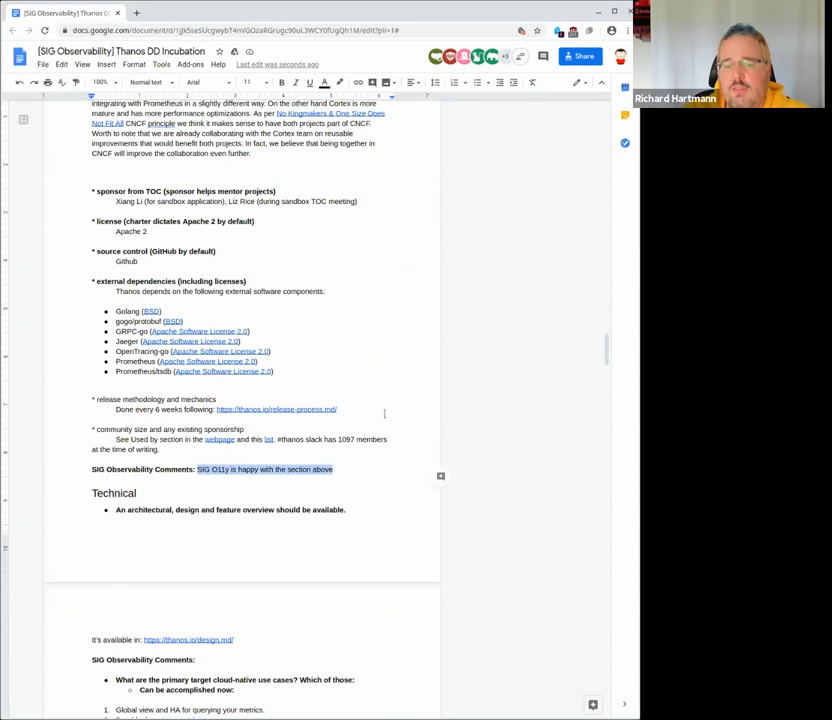 [SIG Observability] Thanos DD Incubation
docs.google.com/document/d/
[SIG Observability] Thanos DD Incubation
File Edit View Insert Format Tools Add-ons Help Last edit was seconds ago
+3
Share
100% Normal text Arial 11
Richard Hartmann
integrating with Prometheus in a slightly different way. On the other hand Cortex is more
mature and has more performance optimizations. As per No Kingmakers & One Size Does
Not Fit All CNCF principle we think it makes sense to have both projects part of CNCF.
Worth to note that we are already collaborating with the Cortex team on reusable
improvements that would benefit both projects. In fact, we believe that being together in
CNCF will improve the collaboration even further.
* sponsor from TOC (sponsor helps mentor projects)
Xiang Li (for sandbox application), Liz Rice (during sandbox TOC meeting)
* license (charter dictates Apache 2 by default)
Apache 2
* source control (GitHub by default)
Github
* external dependencies (including licenses)
Thanos depends on the following external software components:
● Golang (BSD)
● gogo/protobuf (BSD)
● GRPC-go (Apache Software License 2.0)
● Jaeger (Apache Software License 2.0)
● OpenTracing-go (Apache Software License 2.0)
● Prometheus (Apache Software License 2.0)
● Prometheus/tsdb (Apache Software License 2.0)
* release methodology and mechanics
Done every 6 weeks following: https://thanos.io/release-process.md/
* community size and any existing sponsorship
See Used by section in the webpage and this list. #thanos slack has 1097 members
at the time of writing.
SIG Observability Comments: SIG O11y is happy with the section above
Technical
● An architectural, design and feature overview should be available.
It's available in: https://thanos.io/design.md/
SIG Observability Comments:
● What are the primary target cloud-native use cases? Which of those:
○ Can be accomplished now:
1. Global view and HA for querying your metrics.